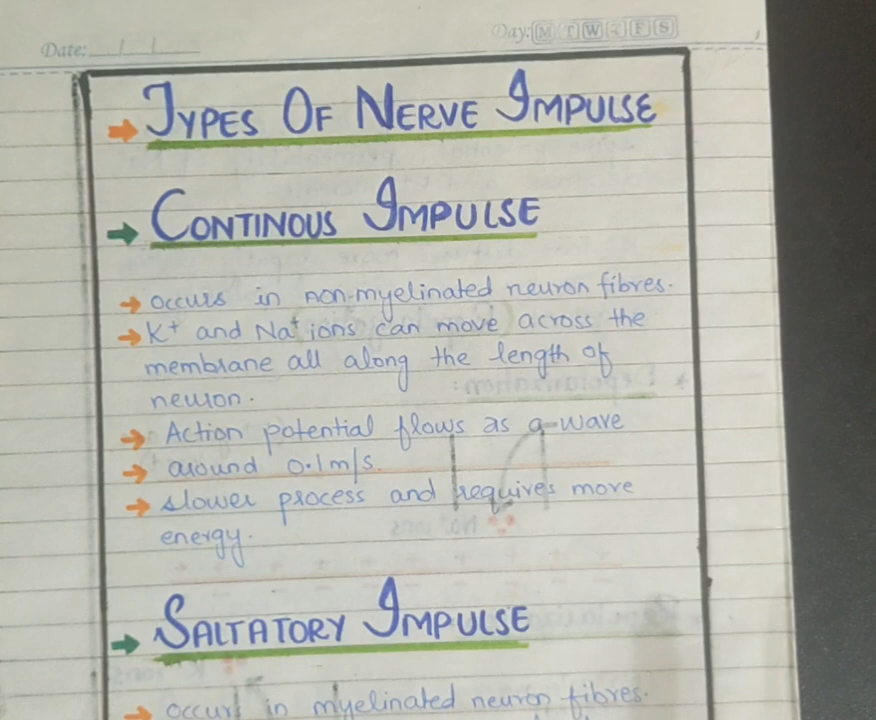 Date: / /
Day: M T W F S
TYPES OF NERVE IMPULSE
CONTINOUS IMPULSE
occurs in non-myelinated neuron fibres.
K+ and Na+ ions can move across the
membrane all along the length of
neuron.
Action potential flows as a wave
around 0.1m/s.
slower process and requires more
energy.
SALTATORY IMPULSE
occurs in myelinated neuron fibres.